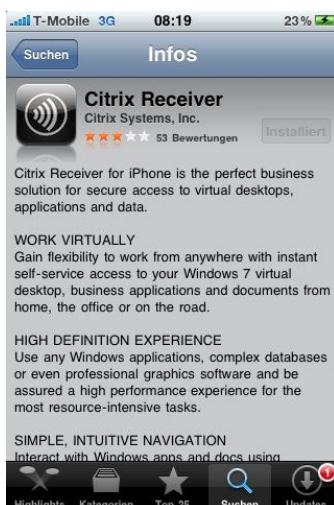 T-Mobile 3G 08:19 23%
Suchen Infos
Citrix Receiver
Citrix Systems, Inc.
53 Bewertungen
Installiert
Citrix Receiver for iPhone is the perfect business
solution for secure access to virtual desktops,
applications and data.
WORK VIRTUALLY
Gain flexibility to work from anywhere with instant
self-service access to your Windows 7 virtual
desktop, business applications and documents from
home, the office or on the road.
HIGH DEFINITION EXPERIENCE
Use any Windows applications, complex databases
or even professional graphics software and be
assured a high performance experience for the
most resource-intensive tasks.
SIMPLE, INTUITIVE NAVIGATION
Interact with Windows apps and docs using
1
Highlights Kategorien Top 25 Suchen Updates